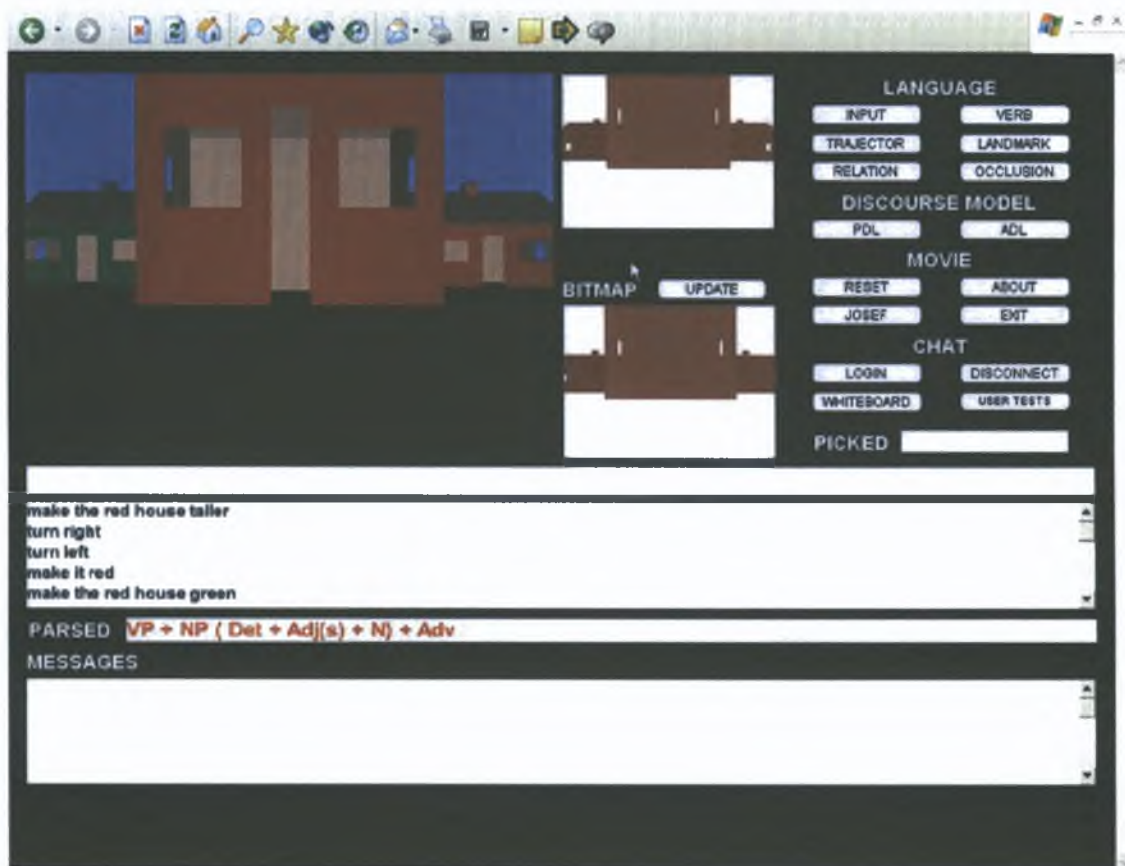 LANGUAGE
INPUT VERB
TRAJECTOR LANDMARK
RELATION OCCLUSION
DISCOURSE MODEL
PDL ADL
MOVIE
BITMAP UPDATE RESET ABOUT
JOSEF EXIT
CHAT
LOGIN DISCONNECT
WHITEBOARD USER TESTS
PICKED
make the red house taller
turn right
turn left
make it red
make the red house green
PARSED VP + NP ( Det + Adj(s) + N) + Adv
MESSAGES